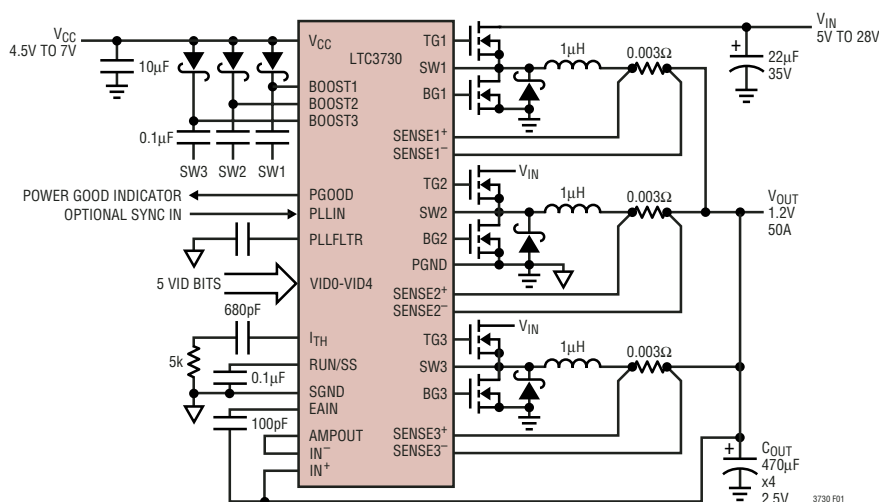 VCC
4.5V TO 7V
10μF
0.1μF
SW3 SW2 SW1
POWER GOOD INDICATOR
OPTIONAL SYNC IN
5 VID BITS
680pF
5k
0.1μF
100pF
VCC
LTC3730
BOOST1
BOOST2
BOOST3
PGOOD
PLLIN
PLLFLTR
VID0-VID4
ITH
RUN/SS
SGND
EAIN
AMPOUT
IN–
IN+
TG1
SW1
BG1
SENSE1+
SENSE1–
TG2
SW2
BG2
PGND
SENSE2+
SENSE2–
TG3
SW3
BG3
SENSE3+
SENSE3–
1μH
0.003Ω
VIN
5V TO 28V
22μF
35V
VIN
1μH
0.003Ω
VOUT
1.2V
50A
VIN
1μH
0.003Ω
COUT
470μF
x4
2.5V
3730 F01